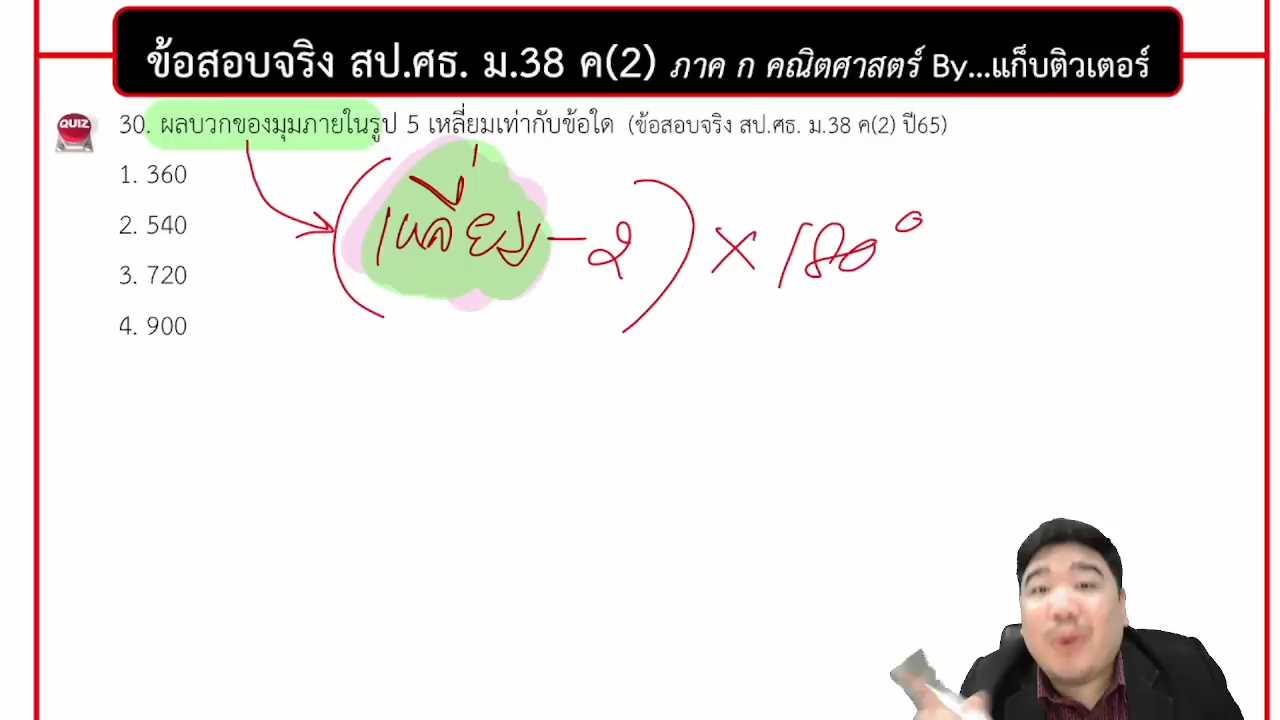 ข้อสอบจริง สป.ศธ. ม.38 ค(2) ภาค ก คณิตศาสตร์ By...แก็บติวเตอร์
QUIZ
30. ผลบวกของมุมภายในรูป 5 เหลี่ยมเท่ากับข้อใด (ข้อสอบจริง สป.ศธ. ม.38 ค(2) ปี65)
1. 360
2. 540
3. 720
4. 900
(เหลี่ยม - 2) × 180°